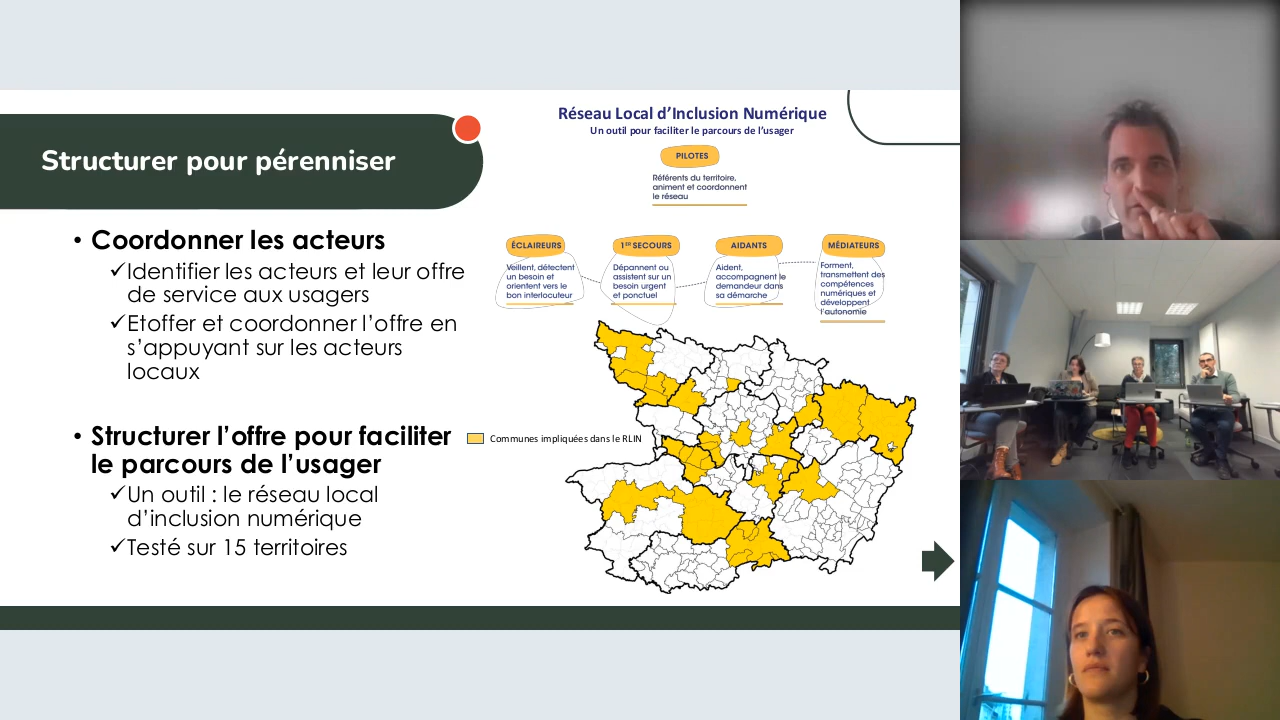 Structurer pour pérenniser
• Coordonner les acteurs
✓Identifier les acteurs et leur offre
de service aux usagers
✓Etoffer et coordonner l’offre en
s’appuyant sur les acteurs
locaux
• Structurer l’offre pour faciliter
le parcours de l’usager
✓Un outil : le réseau local
d’inclusion numérique
✓Testé sur 15 territoires
Réseau Local d’Inclusion Numérique
Un outil pour faciliter le parcours de l’usager
PILOTES
Référents du territoire,
animent et coordonnent
le réseau
ÉCLAIREURS
Veillent, détectent
un besoin et
orientent vers le
bon interlocuteur
1ERS SECOURS
Dépannent ou
assistent sur un
besoin urgent
et ponctuel
AIDANTS
Aident,
accompagnent le
demandeur dans
sa démarche
MÉDIATEURS
Forment,
transmettent des
compétences
numériques et
développent
l’autonomie
Communes impliquées dans le RLIN